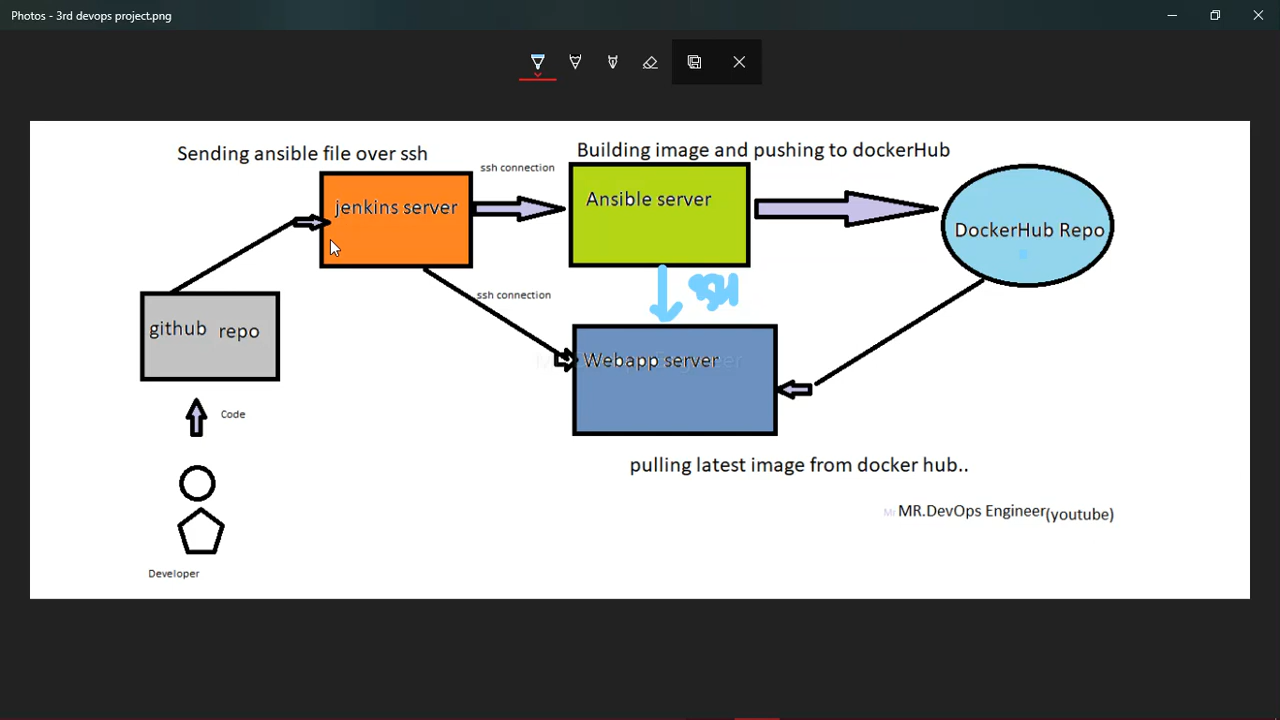 Photos - 3rd devops project.png
Sending ansible file over ssh
Building image and pushing to dockerHub
ssh connection
jenkins server
Ansible server
DockerHub Repo
ssh connection
SSH
github repo
Webapp server
Code
pulling latest image from docker hub..
MR.DevOps Engineer(youtube)
Developer